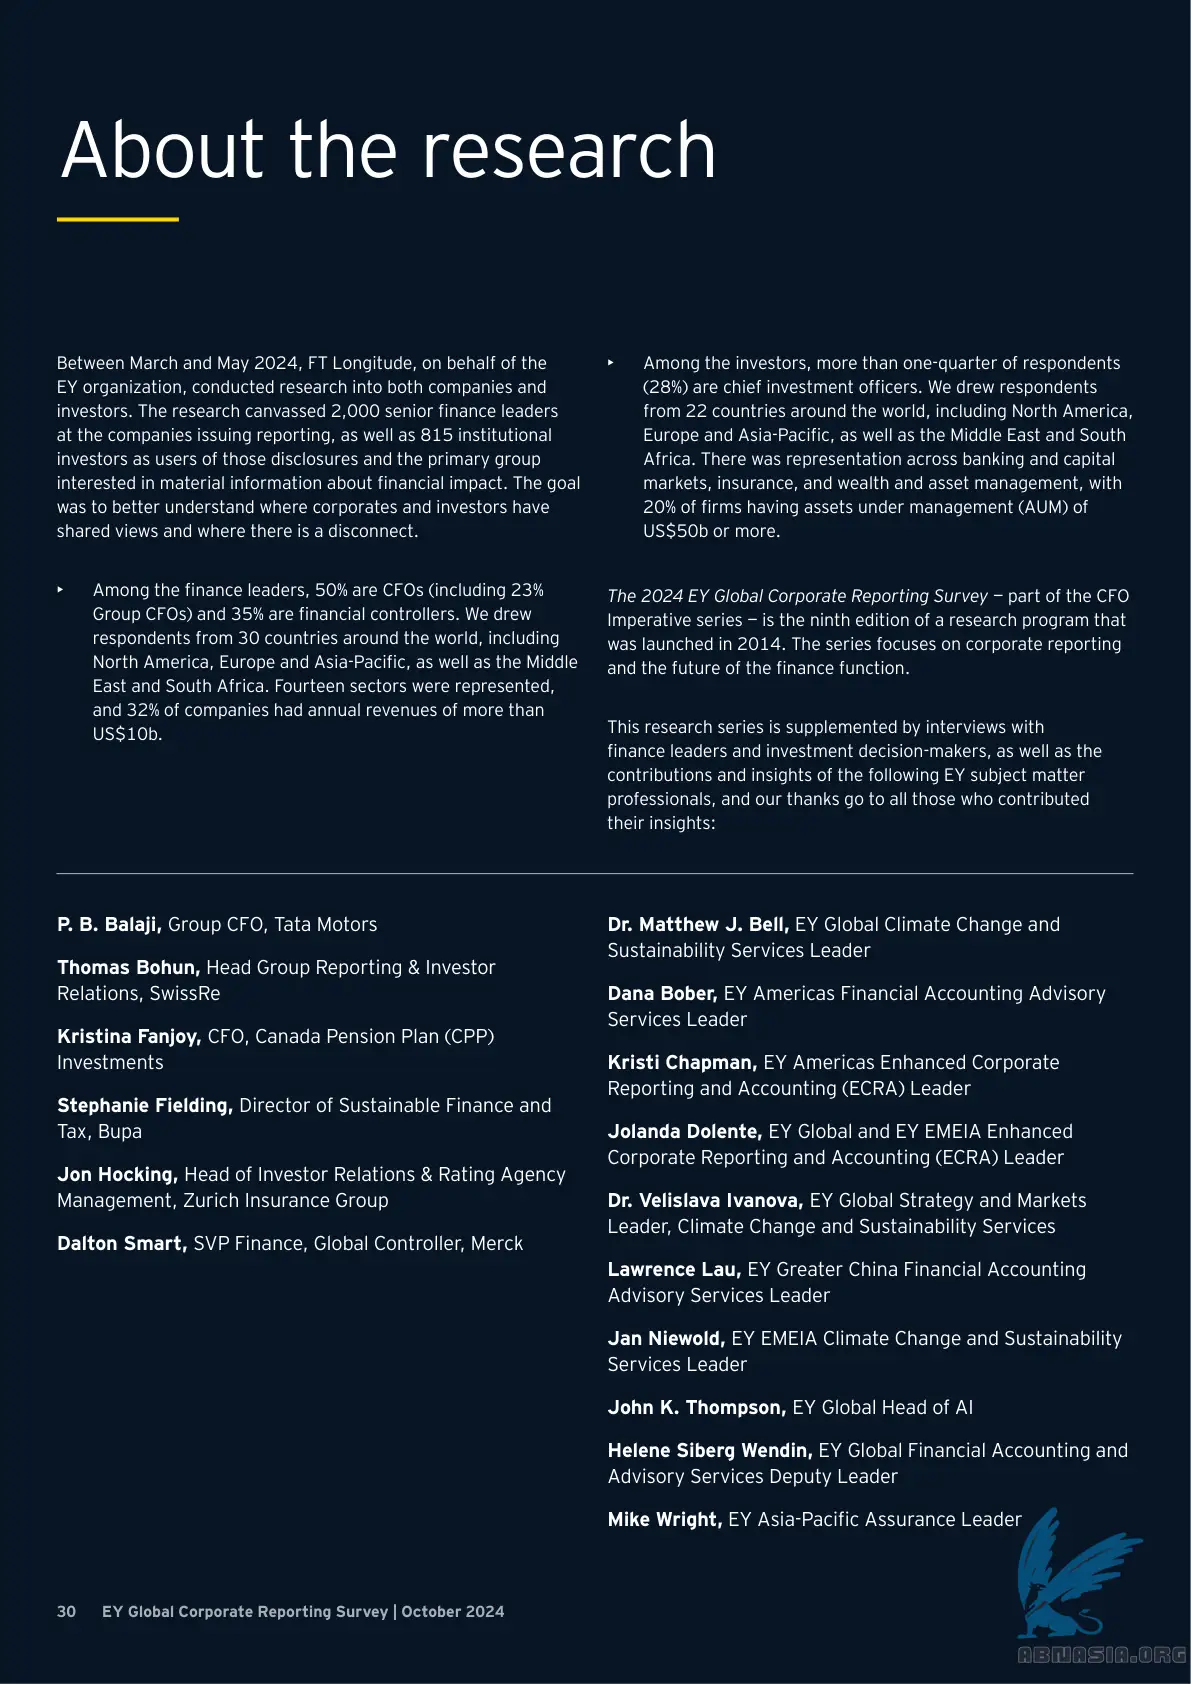 About the research
Between March and May 2024, FT Longitude, on behalf of the
EY organization, conducted research into both companies and
investors. The research canvassed 2,000 senior finance leaders
at the companies issuing reporting, as well as 815 institutional
investors as users of those disclosures and the primary group
interested in material information about financial impact. The goal
was to better understand where corporates and investors have
shared views and where there is a disconnect.
‣ Among the finance leaders, 50% are CFOs (including 23%
Group CFOs) and 35% are financial controllers. We drew
respondents from 30 countries around the world, including
North America, Europe and Asia-Pacific, as well as the Middle
East and South Africa. Fourteen sectors were represented,
and 32% of companies had annual revenues of more than
US$10b.
‣ Among the investors, more than one-quarter of respondents
(28%) are chief investment officers. We drew respondents
from 22 countries around the world, including North America,
Europe and Asia-Pacific, as well as the Middle East and South
Africa. There was representation across banking and capital
markets, insurance, and wealth and asset management, with
20% of firms having assets under management (AUM) of
US$50b or more.
The 2024 EY Global Corporate Reporting Survey — part of the CFO
Imperative series — is the ninth edition of a research program that
was launched in 2014. The series focuses on corporate reporting
and the future of the finance function.
This research series is supplemented by interviews with
finance leaders and investment decision-makers, as well as the
contributions and insights of the following EY subject matter
professionals, and our thanks go to all those who contributed
their insights:
P. B. Balaji, Group CFO, Tata Motors
Thomas Bohun, Head Group Reporting & Investor
Relations, SwissRe
Kristina Fanjoy, CFO, Canada Pension Plan (CPP)
Investments
Stephanie Fielding, Director of Sustainable Finance and
Tax, Bupa
Jon Hocking, Head of Investor Relations & Rating Agency
Management, Zurich Insurance Group
Dalton Smart, SVP Finance, Global Controller, Merck
Dr. Matthew J. Bell, EY Global Climate Change and
Sustainability Services Leader
Dana Bober, EY Americas Financial Accounting Advisory
Services Leader
Kristi Chapman, EY Americas Enhanced Corporate
Reporting and Accounting (ECRA) Leader
Jolanda Dolente, EY Global and EY EMEIA Enhanced
Corporate Reporting and Accounting (ECRA) Leader
Dr. Velislava Ivanova, EY Global Strategy and Markets
Leader, Climate Change and Sustainability Services
Lawrence Lau, EY Greater China Financial Accounting
Advisory Services Leader
Jan Niewold, EY EMEIA Climate Change and Sustainability
Services Leader
John K. Thompson, EY Global Head of AI
Helene Siberg Wendin, EY Global Financial Accounting and
Advisory Services Deputy Leader
Mike Wright, EY Asia-Pacific Assurance Leader
30 EY Global Corporate Reporting Survey | October 2024
ABNASIA.ORG